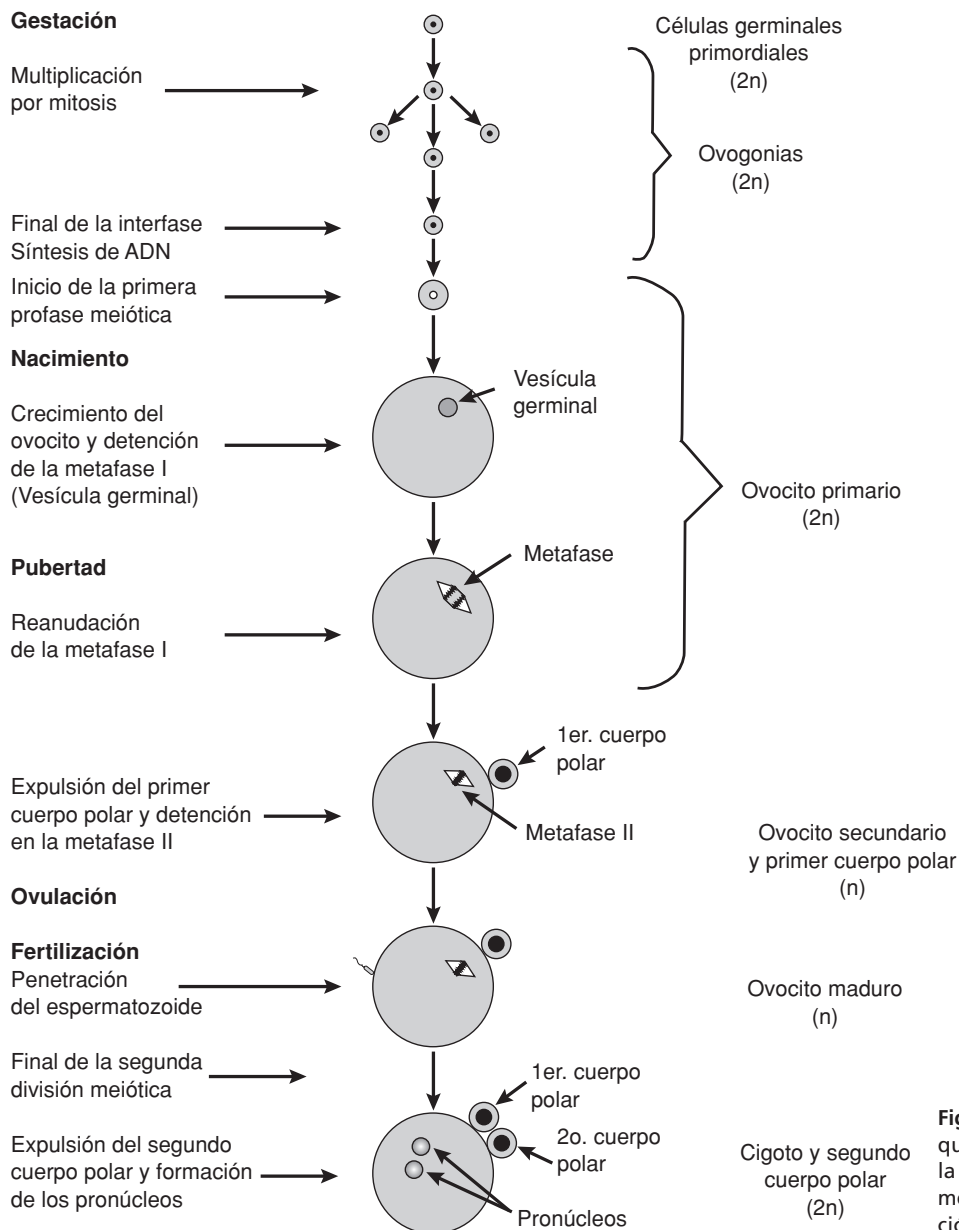 Gestación
Multiplicación
por mitosis
Final de la interfase
Síntesis de ADN
Inicio de la primera
profase meiótica
Nacimiento
Crecimiento del
ovocito y detención
de la metafase I
(Vesícula germinal)
Pubertad
Reanudación
de la metafase I
Expulsión del primer
cuerpo polar y detención
en la metafase II
Ovulación
Fertilización
Penetración
del espermatozoide
Final de la segunda
división meiótica
Expulsión del segundo
cuerpo polar y formación
de los pronúcleos
Vesícula
germinal
Metafase
1er. cuerpo
polar
Metafase II
1er. cuerpo
polar
2o. cuerpo
polar
Pronúcleos
Células germinales
primordiales
(2n)
Ovogonias
(2n)
Ovocito primario
(2n)
Ovocito secundario
y primer cuerpo polar
(n)
Ovocito maduro
(n)
Cigoto y segundo
cuerpo polar
(2n)
la